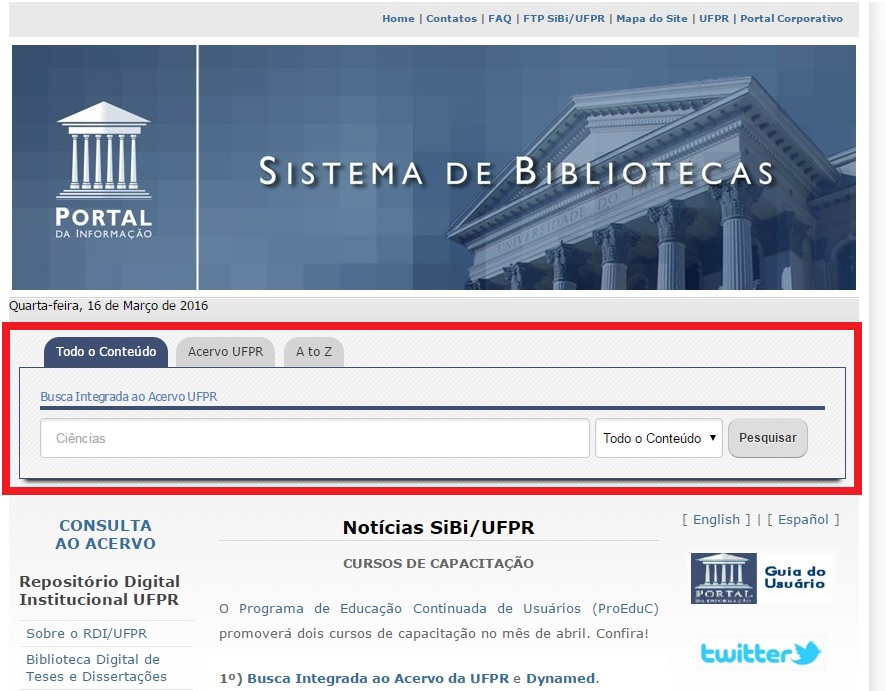 Home | Contatos | FAQ | FTP SiBi/UFPR | Mapa do Site | UFPR | Portal Corporativo
PORTAL
DA INFORMAÇÃO
SISTEMA DE BIBLIOTECAS
UNIVERSIDADE DO
Quarta-feira, 16 de Março de 2016
Todo o Conteúdo
Acervo UFPR
A to Z
Busca Integrada ao Acervo UFPR
Ciências
Todo o Conteúdo
Pesquisar
CONSULTA
AO ACERVO
Repositório Digital
Institucional UFPR
Sobre o RDI/UFPR
Biblioteca Digital de
Teses e Dissertações
Notícias SiBi/UFPR
CURSOS DE CAPACITAÇÃO
O Programa de Educação Continuada de Usuários (ProEduC)
promoverá dois cursos de capacitação no mês de abril. Confira!
1º) Busca Integrada ao Acervo da UFPR e Dynamed.
[ English ] | [ Español ]
PORTAL
DA INFORMAÇÃO
Guia do
Usuário
twitter